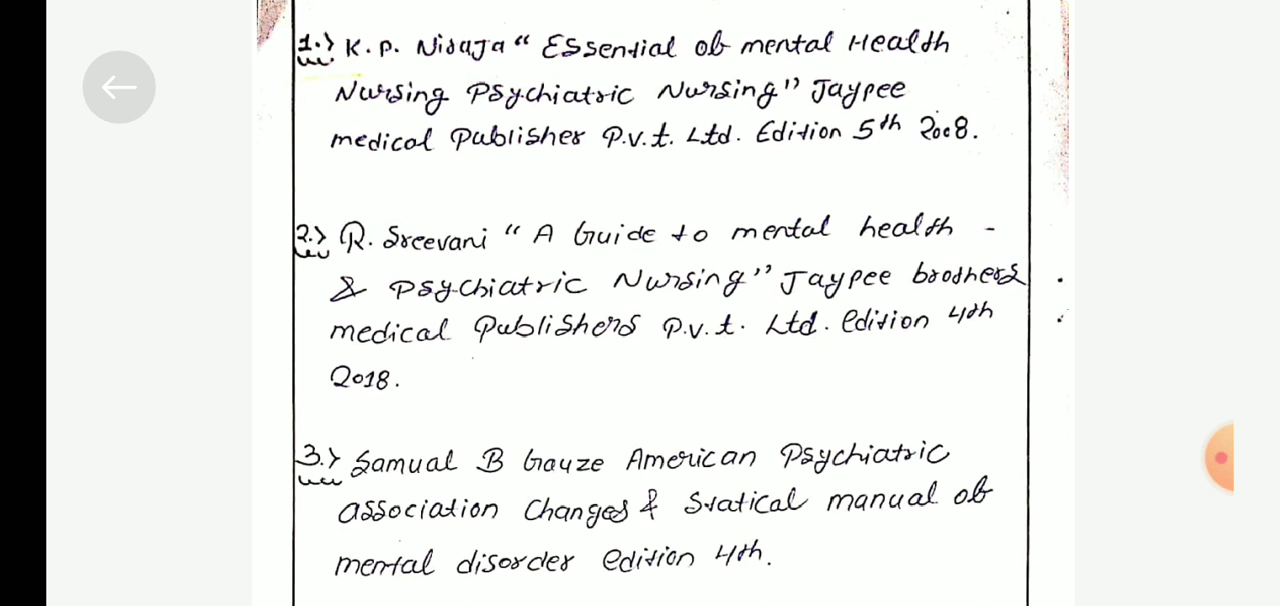 1.> K. P. Niraja " Essential of mental Health
Nursing Psychiatric Nursing" Jaypee
medical Publisher P.v.t. Ltd. Edition 5th 2008.
2.> R. Sreevani " A Guide to mental health -
& Psychiatric Nursing" Jaypee brothers
medical Publishers P.v.t. Ltd. edition 4th
2018.
3.> Samual B Gauze American Psychiatric
association Changes & Statical manual of
mental disorder edition 4th.